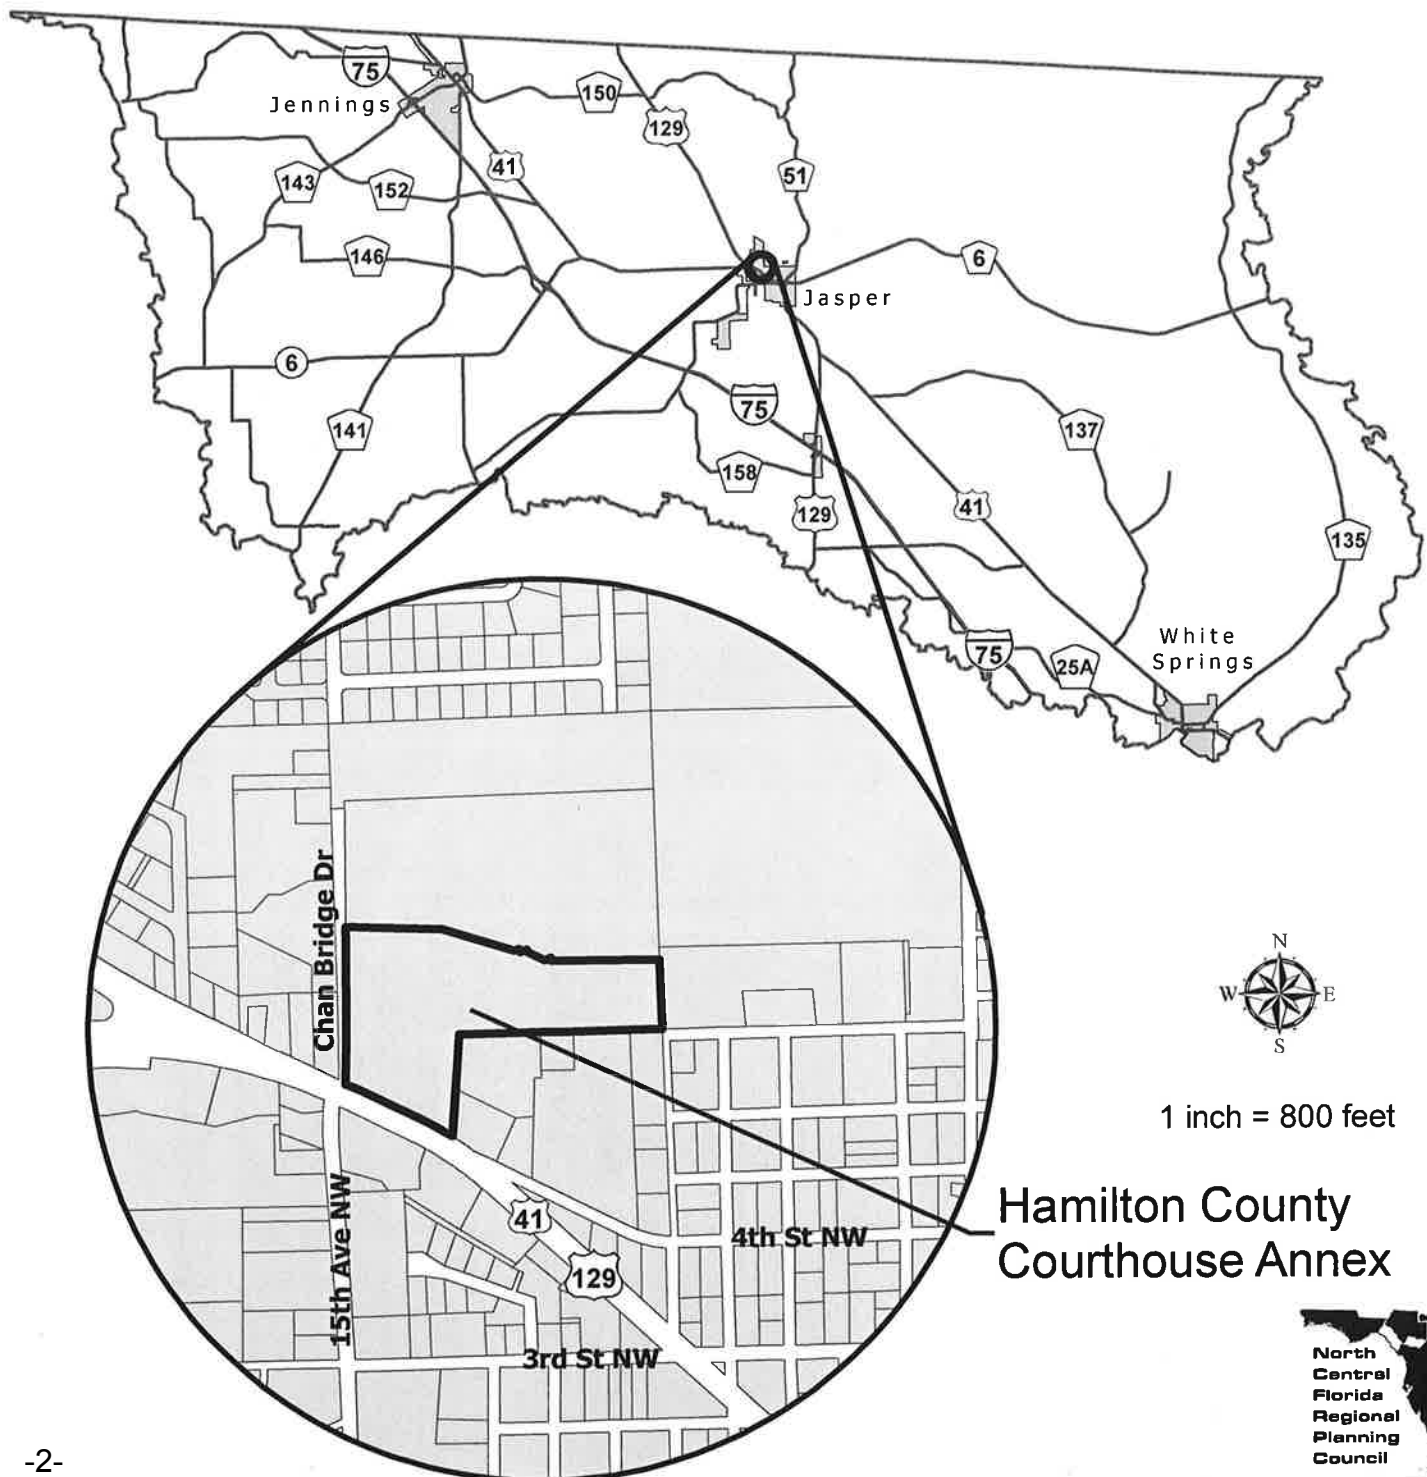 75
Jennings
150
129
41
51
143
152
146
6
Jasper
6
75
141
137
158
41
129
135
White
Springs
75
25A
Chan Bridge Dr
N
W
E
S
1 inch = 800 feet
15th Ave NW
41
129
4th St NW
3rd St NW
Hamilton County
Courthouse Annex
North
Central
Florida
Regional
Planning
Council
-2-